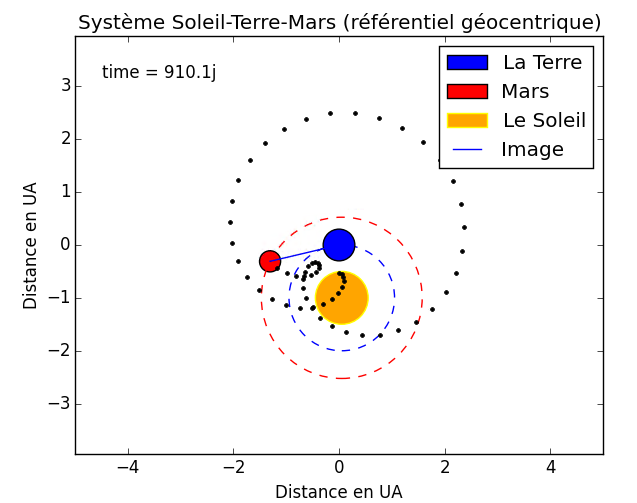 Système Soleil-Terre-Mars (référentiel géocentrique)
time = 910.1j
La Terre
Mars
Le Soleil
Image
Distance en UA
3
2
1
0
−1
−2
−3
−4
−2
0
2
4
Distance en UA